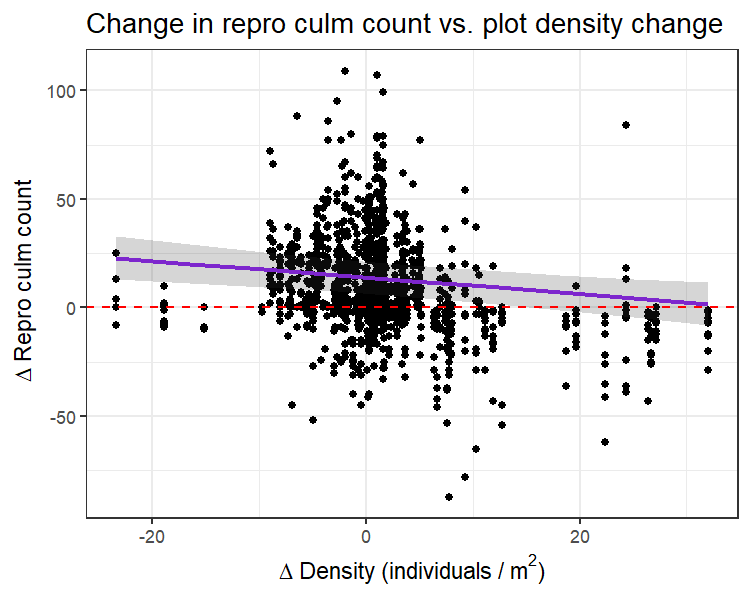 Change in repro culm count vs. plot density change
Δ Repro culm count
100
50
0
-50
-20
0
20
Δ Density (individuals / m²)